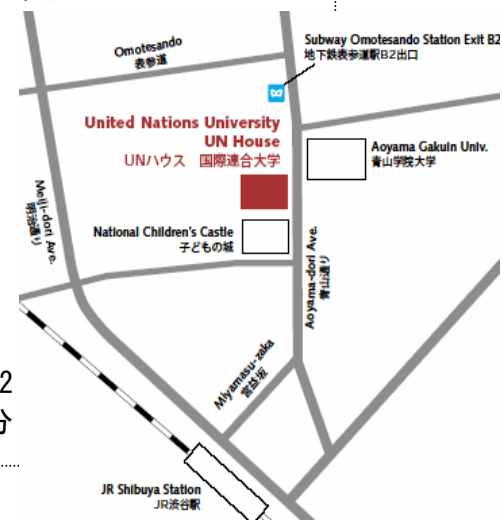 Omotesando
表参道
Subway Omotesando Station Exit B2
地下鉄表参道駅B2出口
United Nations University
UN House
UNハウス 国際連合大学
Aoyama Gakuin Univ.
青山学院大学
Meiji-dori Ave.
明治通り
National Children's Castle
子どもの城
Aoyama-dori Ave.
青山通り
Miyamasu-zaka
宮益坂
2
分
JR Shibuya Station
JR渋谷駅